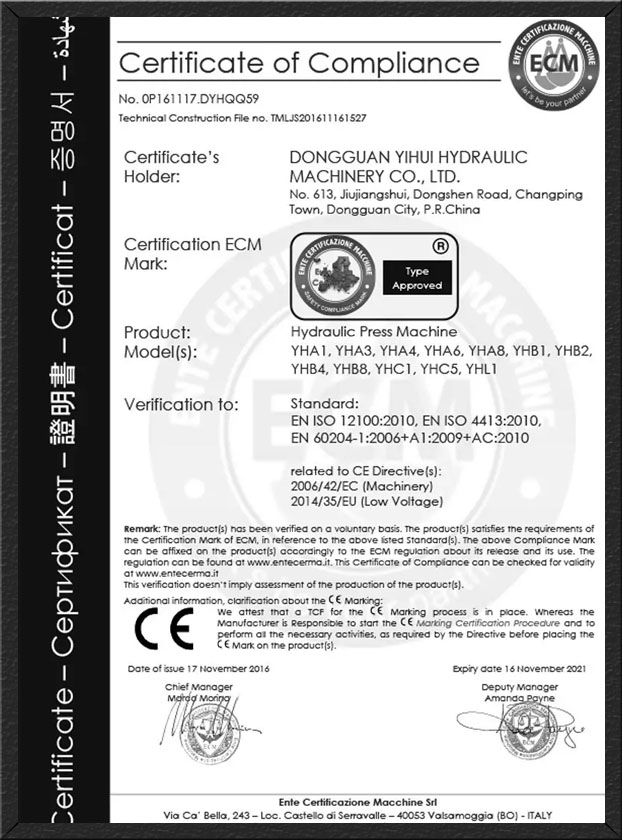 Certificate – Сертификат – 證明書 – Certificat – 증명서 – شهادة
Certificate of Compliance
ENTE CERTIFICAZIONE MACCHINE
ECM
let's be your partner
No. 0P161117.DYHQQ59
Technical Construction File no. TMLJS201611161527
Certificate's Holder:
DONGGUAN YIHUI HYDRAULIC
MACHINERY CO., LTD.
No. 613, Jiujiangshui, Dongshen Road, Changping
Town, Dongguan City, P.R.China
Certification ECM Mark:
ENTE CERTIFICAZIONE MACCHINE
SAFETY COMPLIANCE MARK
®
Type
Approved
Product:
Hydraulic Press Machine
Model(s):
YHA1, YHA3, YHA4, YHA6, YHA8, YHB1, YHB2,
YHB4, YHB8, YHC1, YHC5, YHL1
Verification to:
Standard:
EN ISO 12100:2010, EN ISO 4413:2010,
EN 60204-1:2006+A1:2009+AC:2010
related to CE Directive(s):
2006/42/EC (Machinery)
2014/35/EU (Low Voltage)
Remark: The product(s) has been verified on a voluntary basis. The product(s) satisfies the requirements of
the Certification Mark of ECM, in reference to the above listed Standard(s). The above Compliance Mark
can be affixed on the product(s) accordingly to the ECM regulation about its release and its use. The
regulation can be found at www.entecerma.it. This Certificate of Compliance can be checked for validity
at www.entecerma.it
This verification doesn't imply assessment of the production of the product(s).
Additional information, clarification about the CE Marking:
CE
We attest that a TCF for the CE Marking process is in place. Whereas the
Manufacturer is Responsible to start the CE Marking Certification Procedure and to
perform all the necessary activities, as required by the Directive before placing the
CE Mark on the product(s).
Date of issue 17 November 2016
Expiry date 16 November 2021
Chief Manager
Marco Morina
Deputy Manager
Amanda Payne
Ente Certificazione Macchine Srl
Via Ca' Bella, 243 – Loc. Castello di Serravalle – 40053 Valsamoggia (BO) - ITALY